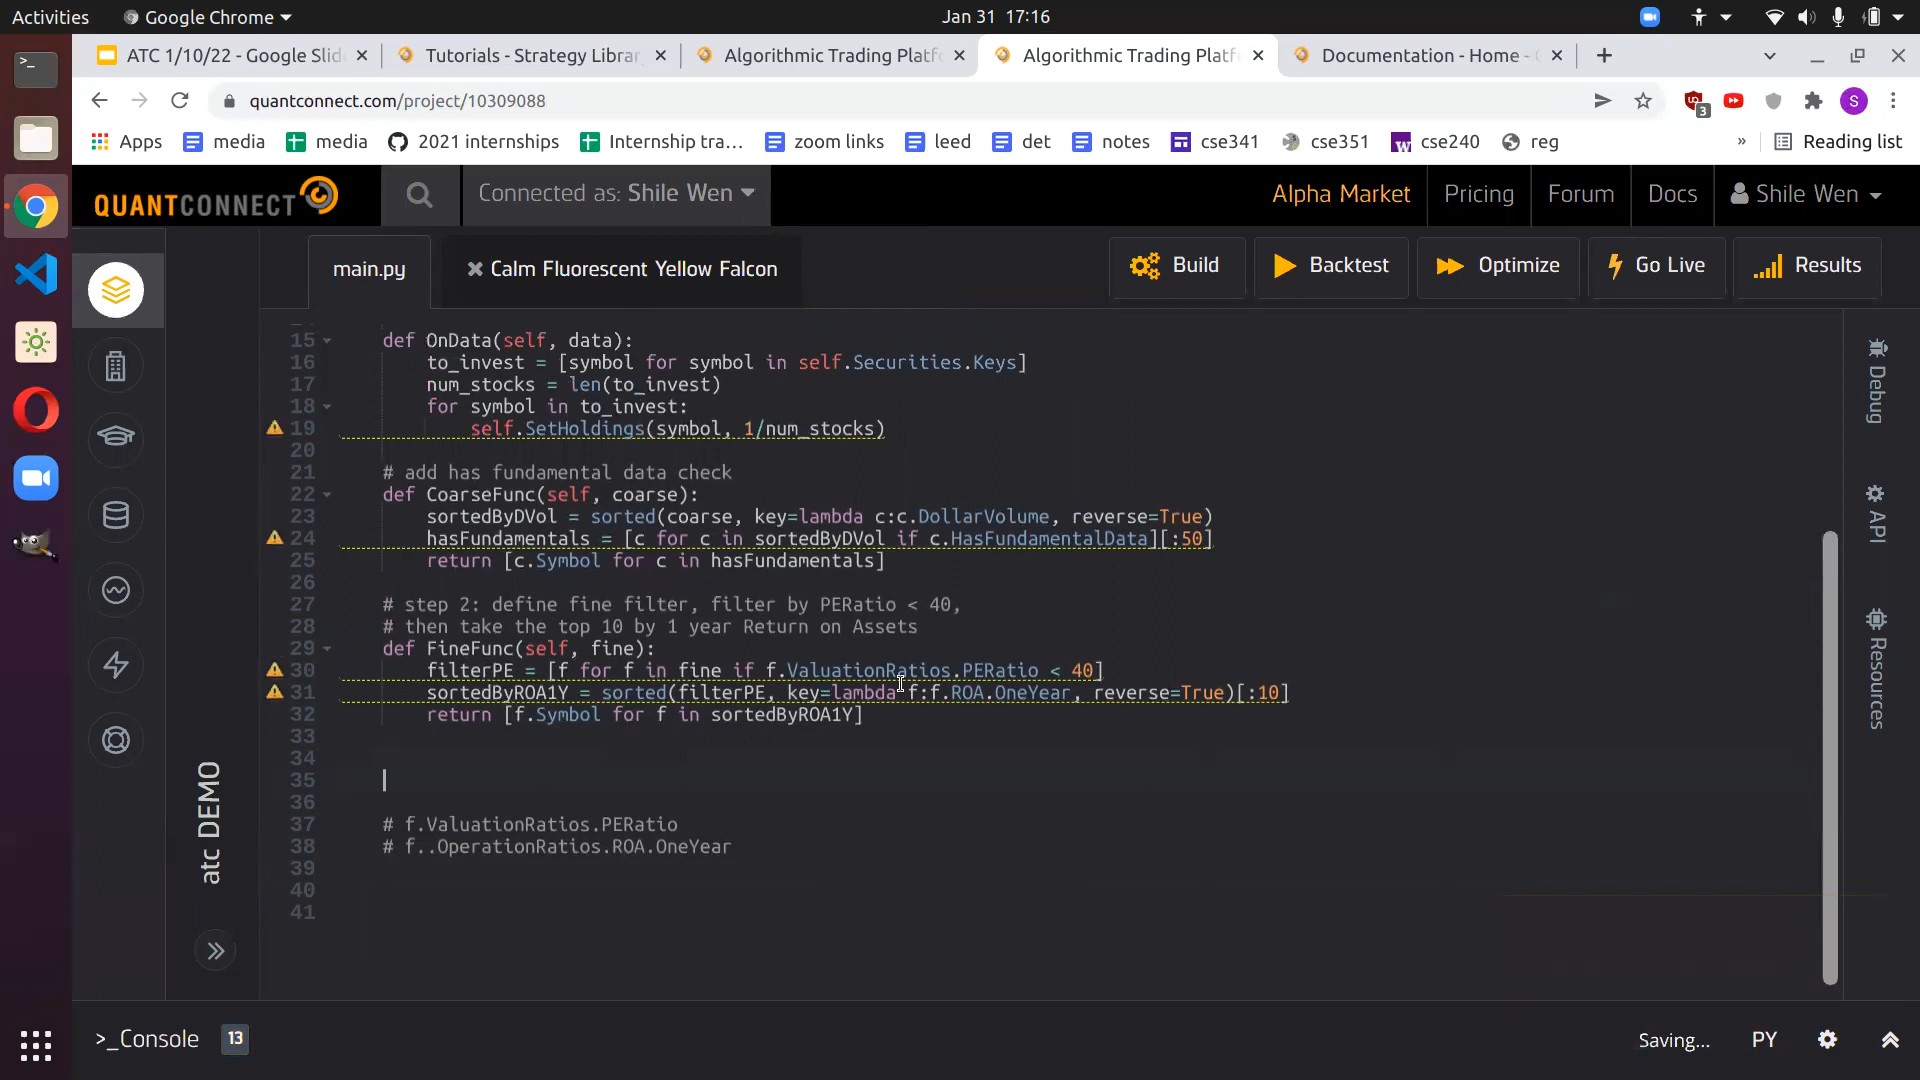 Activities
Google Chrome
Jan 31 17:16
ATC 1/10/22 - Google Slid
Tutorials - Strategy Librar
Algorithmic Trading Platf
Algorithmic Trading Platf
Documentation - Home -
quantconnect.com/project/10309088
3
S
Apps
media
media
2021 internships
Internship tra...
zoom links
leed
det
notes
cse341
cse351
cse240
reg
»
Reading list
QUANTCONNECT
Connected as: Shile Wen
Alpha Market
Pricing
Forum
Docs
Shile Wen
main.py
Calm Fluorescent Yellow Falcon
Build
Backtest
Optimize
Go Live
Results
15 def OnData(self, data):
16 to_invest = [symbol for symbol in self.Securities.Keys]
17 num_stocks = len(to_invest)
18 for symbol in to_invest:
19 self.SetHoldings(symbol, 1/num_stocks)
20
21 # add has fundamental data check
22 def CoarseFunc(self, coarse):
23 sortedByDVol = sorted(coarse, key=lambda c:c.DollarVolume, reverse=True)
24 hasFundamentals = [c for c in sortedByDVol if c.HasFundamentalData][:50]
25 return [c.Symbol for c in hasFundamentals]
26
27 # step 2: define fine filter, filter by PERatio < 40,
28 # then take the top 10 by 1 year Return on Assets
29 def FineFunc(self, fine):
30 filterPE = [f for f in fine if f.ValuationRatios.PERatio < 40]
31 sortedByROA1Y = sorted(filterPE, key=lambda f:f.ROA.OneYear, reverse=True)[:10]
32 return [f.Symbol for f in sortedByROA1Y]
33
34
35
36
37 # f.ValuationRatios.PERatio
38 # f..OperationRatios.ROA.OneYear
39
40
41
Debug
API
Resources
atc DEMO
>_Console
13
Saving...
PY